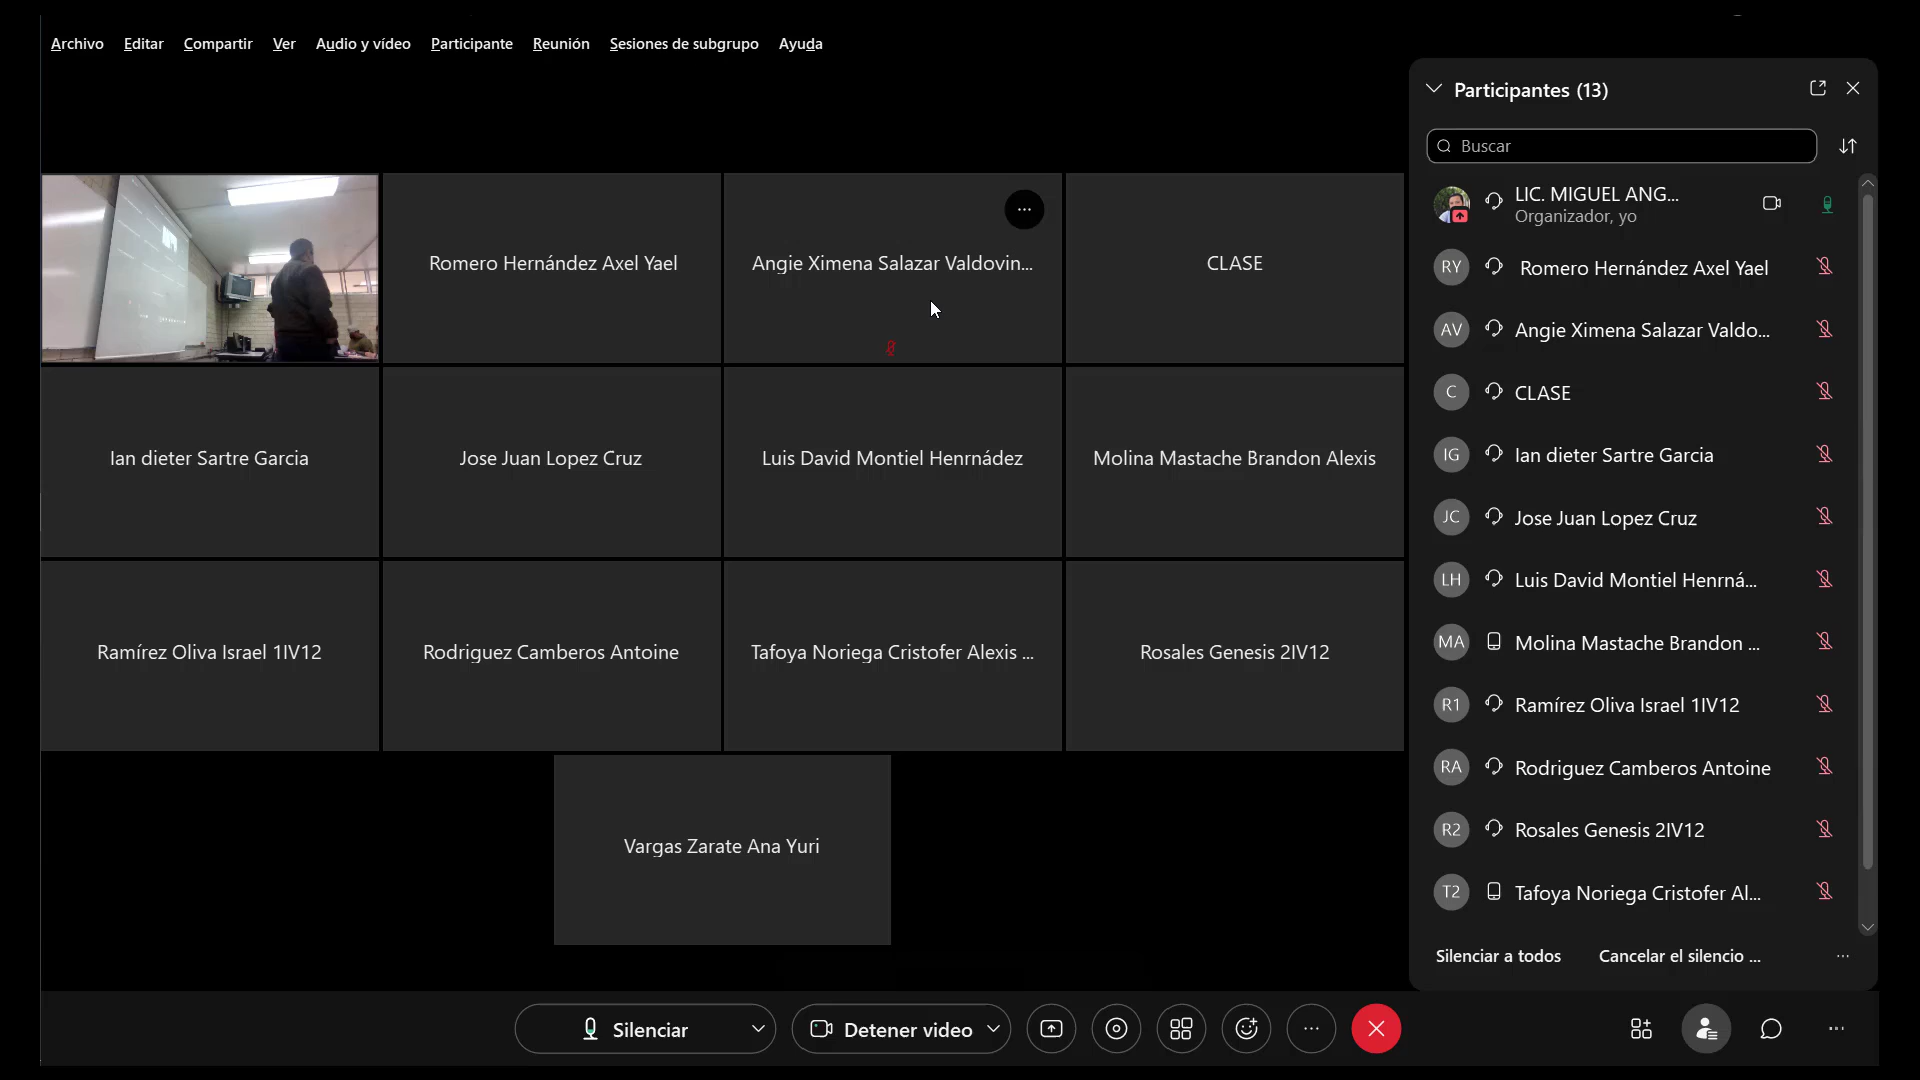 Archivo Editar Compartir Ver Audio y vídeo Participante Reunión Sesiones de subgrupo Ayuda
Romero Hernández Axel Yael
Angie Ximena Salazar Valdovin...
CLASE
Ian dieter Sartre Garcia
Jose Juan Lopez Cruz
Luis David Montiel Henrnádez
Molina Mastache Brandon Alexis
Ramírez Oliva Israel 1IV12
Rodriguez Camberos Antoine
Tafoya Noriega Cristofer Alexis ...
Rosales Genesis 2IV12
Vargas Zarate Ana Yuri
Participantes (13)
Buscar
LIC. MIGUEL ANG...
Organizador, yo
RY Romero Hernández Axel Yael
AV Angie Ximena Salazar Valdo...
C CLASE
IG Ian dieter Sartre Garcia
JC Jose Juan Lopez Cruz
LH Luis David Montiel Henrná...
MA Molina Mastache Brandon ...
R1 Ramírez Oliva Israel 1IV12
RA Rodriguez Camberos Antoine
R2 Rosales Genesis 2IV12
T2 Tafoya Noriega Cristofer Al...
Silenciar a todos Cancelar el silencio ...
Silenciar Detener video